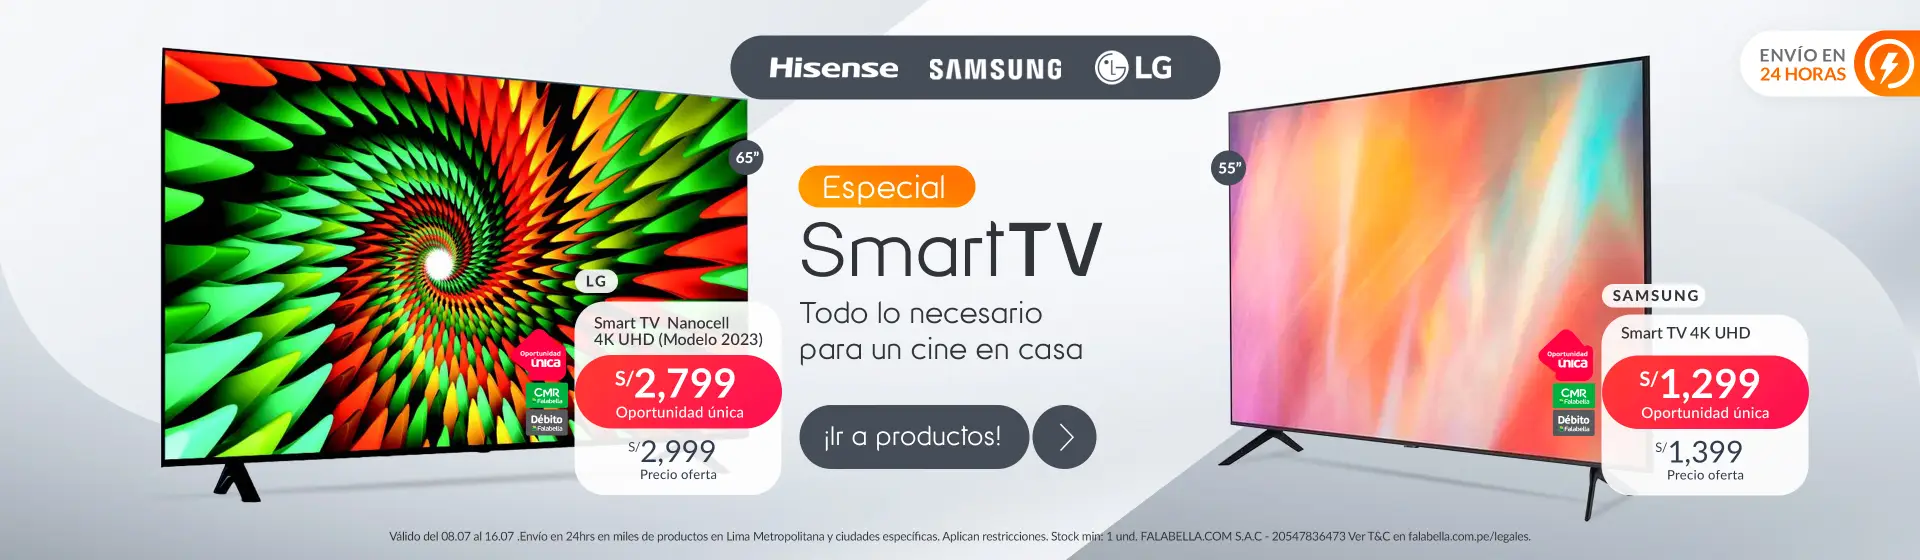 Hisense SAMSUNG LG
ENVÍO EN
24 HORAS
65”
55”
Especial
SmartTV
Todo lo necesario
para un cine en casa
¡Ir a productos!
LG
Smart TV Nanocell
4K UHD (Modelo 2023)
Oportunidad
única
CMR
Falabella
Débito
Falabella
S/2,799
Oportunidad única
S/2,999
Precio oferta
SAMSUNG
Smart TV 4K UHD
Oportunidad
única
CMR
Falabella
Débito
Falabella
S/1,299
Oportunidad única
S/1,399
Precio oferta
Válido del 08.07 al 16.07 .Envío en 24hrs en miles de productos en Lima Metropolitana y ciudades específicas. Aplican restricciones. Stock min: 1 und. FALABELLA.COM S.A.C - 20547836473 Ver T&C en falabella.com.pe/legales.